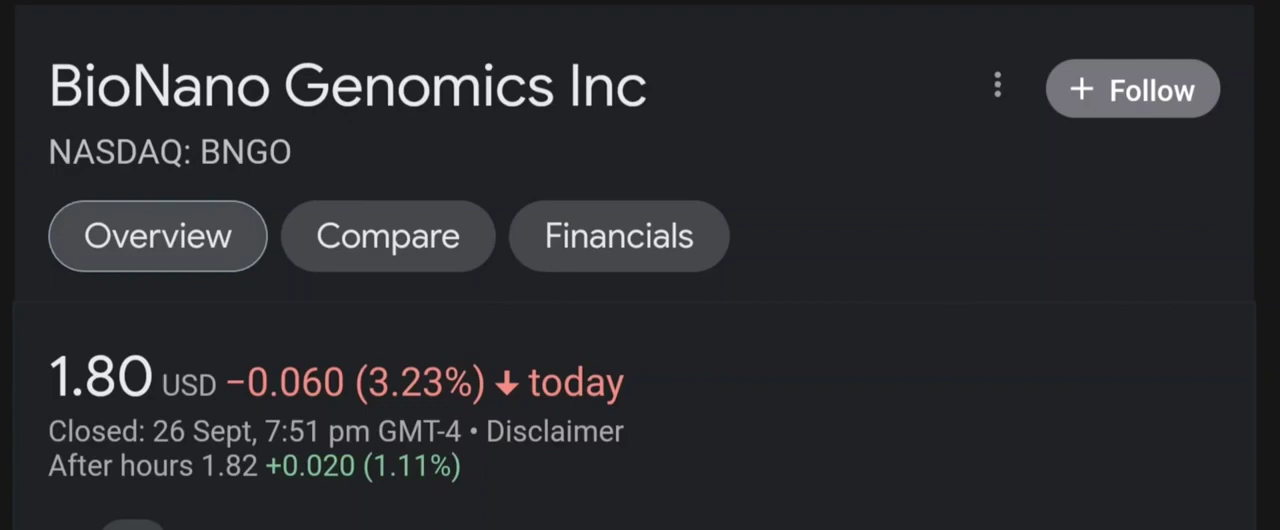 BioNano Genomics Inc
+ Follow
NASDAQ: BNGO
Overview
Compare
Financials
1.80 USD −0.060 (3.23%) ↓ today
Closed: 26 Sept, 7:51 pm GMT-4 • Disclaimer
After hours 1.82 +0.020 (1.11%)